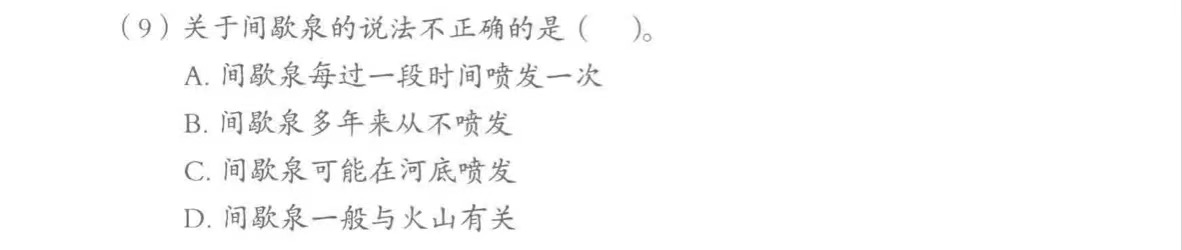 （9）关于间歇泉的说法不正确的是（　）。
A. 间歇泉每过一段时间喷发一次
B. 间歇泉多年来从不喷发
C. 间歇泉可能在河底喷发
D. 间歇泉一般与火山有关